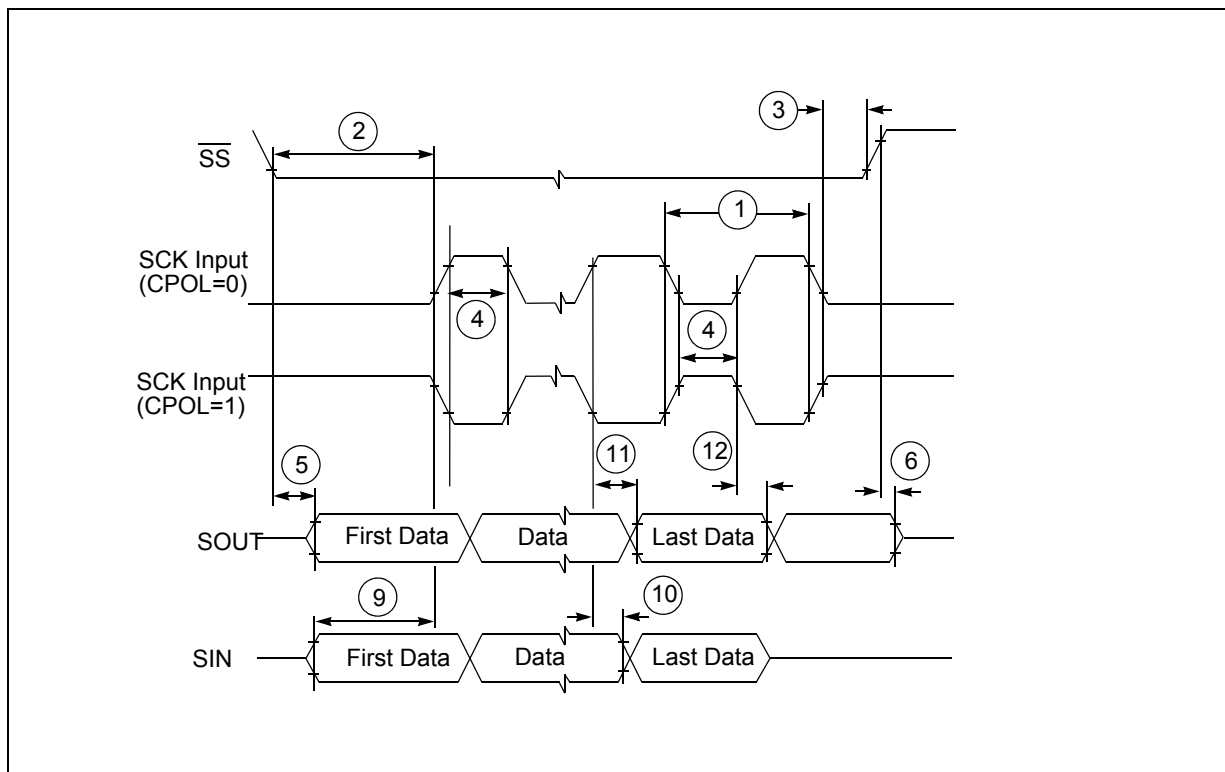 3
2
SS
1
SCK Input
(CPOL=0)
4
4
SCK Input
(CPOL=1)
11
12
5
6
SOUT
First Data
Data
Last Data
9
10
SIN
First Data
Data
Last Data